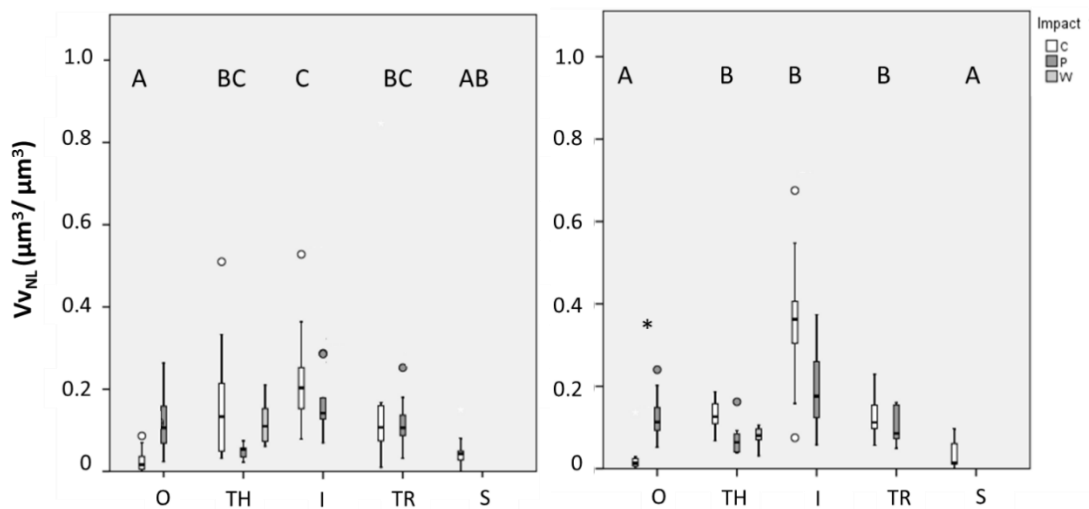 Impact
C
P
W
1.0
0.8
0.6
0.4
0.2
0
A BC C BC AB
O TH I TR S
VvNL (µm³/ µm³)
1.0
0.8
0.6
0.4
0.2
0
A B B B A
*
O TH I TR S